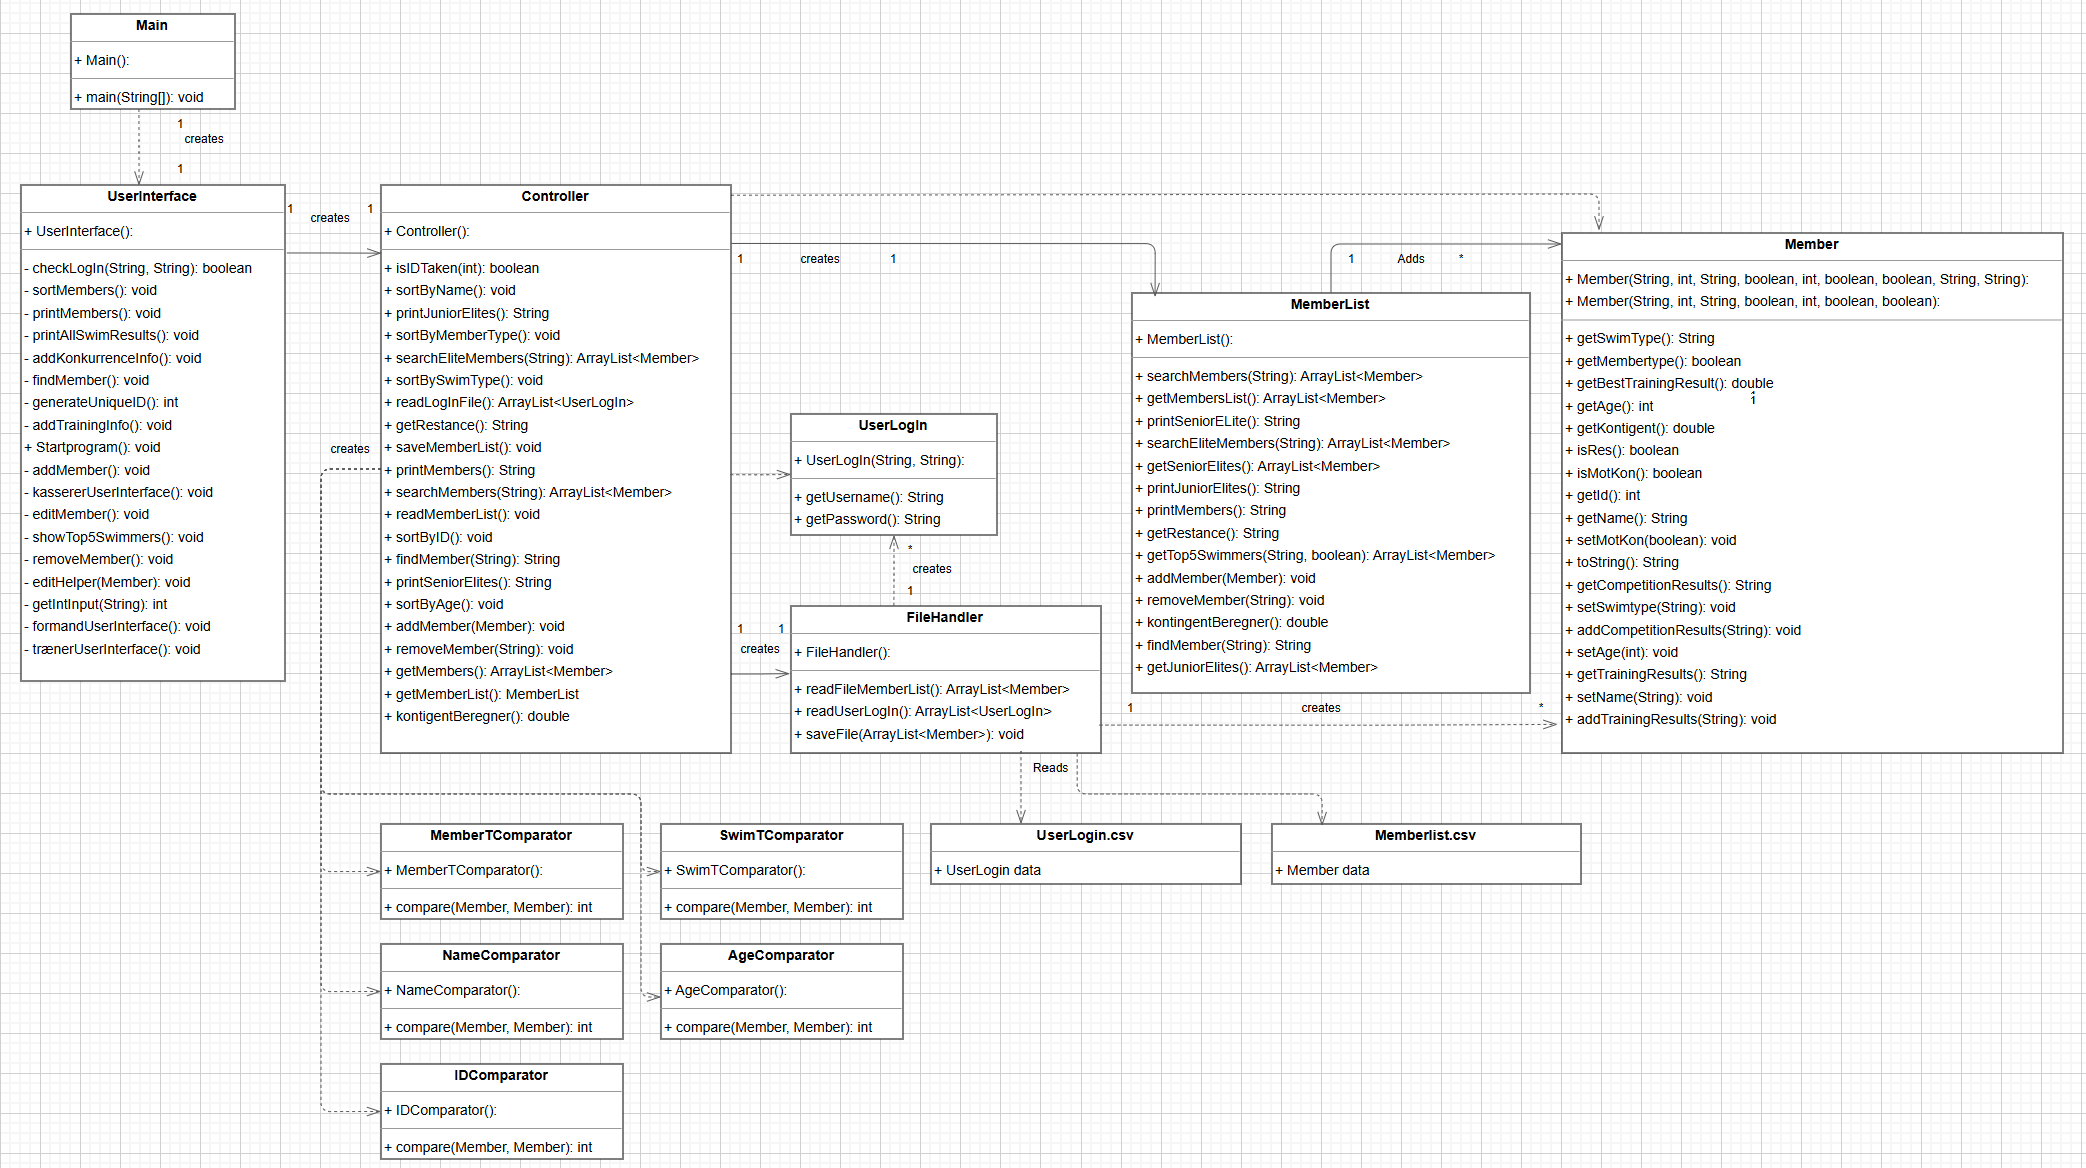 Main
+ Main():
+ main(String[]): void
1
creates
1
UserInterface
+ UserInterface():
- checkLogIn(String, String): boolean
- sortMembers(): void
- printMembers(): void
- printAllSwimResults(): void
- addKonkurrenceInfo(): void
- findMember(): void
- generateUniqueID(): int
- addTrainingInfo(): void
+ Startprogram(): void
- addMember(): void
- kassererUserInterface(): void
- editMember(): void
- showTop5Swimmers(): void
- removeMember(): void
- editHelper(Member): void
- getIntInput(String): int
- formandUserInterface(): void
- trænerUserInterface(): void
1
creates
1
Controller
+ Controller():
+ isIDTaken(int): boolean
+ sortByName(): void
+ printJuniorElites(): String
+ sortByMemberType(): void
+ searchEliteMembers(String): ArrayList<Member>
+ sortBySwimType(): void
+ readLogInFile(): ArrayList<UserLogIn>
+ getRestance(): String
+ saveMemberList(): void
+ printMembers(): String
+ searchMembers(String): ArrayList<Member>
+ readMemberList(): void
+ sortByID(): void
+ findMember(String): String
+ printSeniorElites(): String
+ sortByAge(): void
+ addMember(Member): void
+ removeMember(String): void
+ getMembers(): ArrayList<Member>
+ getMemberList(): MemberList
+ kontigentBeregner(): double
creates
1
creates
1
UserLogIn
+ UserLogIn(String, String):
+ getUsername(): String
+ getPassword(): String
*
creates
1
1
1
creates
FileHandler
+ FileHandler():
+ readFileMemberList(): ArrayList<Member>
+ readUserLogIn(): ArrayList<UserLogIn>
+ saveFile(ArrayList<Member>): void
Reads
MemberList
+ MemberList():
+ searchMembers(String): ArrayList<Member>
+ getMembersList(): ArrayList<Member>
+ printSeniorELite(): String
+ searchEliteMembers(String): ArrayList<Member>
+ getSeniorElites(): ArrayList<Member>
+ printJuniorElites(): String
+ printMembers(): String
+ getRestance(): String
+ getTop5Swimmers(String, boolean): ArrayList<Member>
+ addMember(Member): void
+ removeMember(String): void
+ kontingentBeregner(): double
+ findMember(String): String
+ getJuniorElites(): ArrayList<Member>
1
Adds
*
1
creates
*
Member
+ Member(String, int, String, boolean, int, boolean, boolean, String, String):
+ Member(String, int, String, boolean, int, boolean, boolean):
+ getSwimType(): String
+ getMembertype(): boolean
+ getBestTrainingResult(): double
1
+ getAge(): int
+ getKontigent(): double
+ isRes(): boolean
+ isMotKon(): boolean
+ getId(): int
+ getName(): String
+ setMotKon(boolean): void
+ toString(): String
+ getCompetitionResults(): String
+ setSwimtype(String): void
+ addCompetitionResults(String): void
+ setAge(int): void
+ getTrainingResults(): String
+ setName(String): void
+ addTrainingResults(String): void
MemberTComparator
+ MemberTComparator():
+ compare(Member, Member): int
SwimTComparator
+ SwimTComparator():
+ compare(Member, Member): int
UserLogin.csv
+ UserLogin data
Memberlist.csv
+ Member data
NameComparator
+ NameComparator():
+ compare(Member, Member): int
AgeComparator
+ AgeComparator():
+ compare(Member, Member): int
IDComparator
+ IDComparator():
+ compare(Member, Member): int